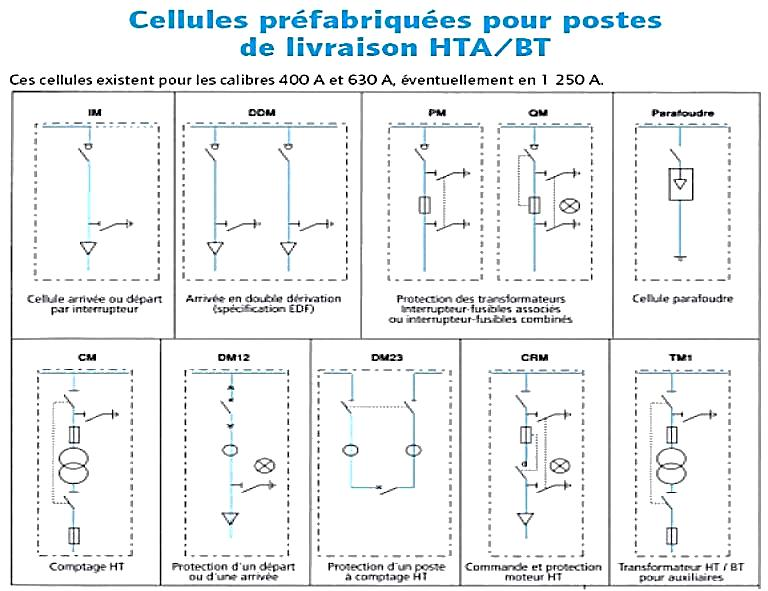 Cellules préfabriquées pour postes
de livraison HTA/BT
Ces cellules existent pour les calibres 400 A et 630 A, éventuellement en 1 250 A.
IM
DDM
PM
QM
Parafoudre
Cellule arrivée ou départ
par interrupteur
Arrivée en double dérivation
(spécification EDF)
Protection des transformateurs
Interrupteur-fusibles associés
ou interrupteur-fusibles combinés
Cellule parafoudre
CM
DM12
DM23
CRM
TM1
Comptage HT
Protection d'un départ
ou d'une arrivée
Protection d'un poste
à comptage HT
Commande et protection
moteur HT
Transformateur HT / BT
pour auxiliaires